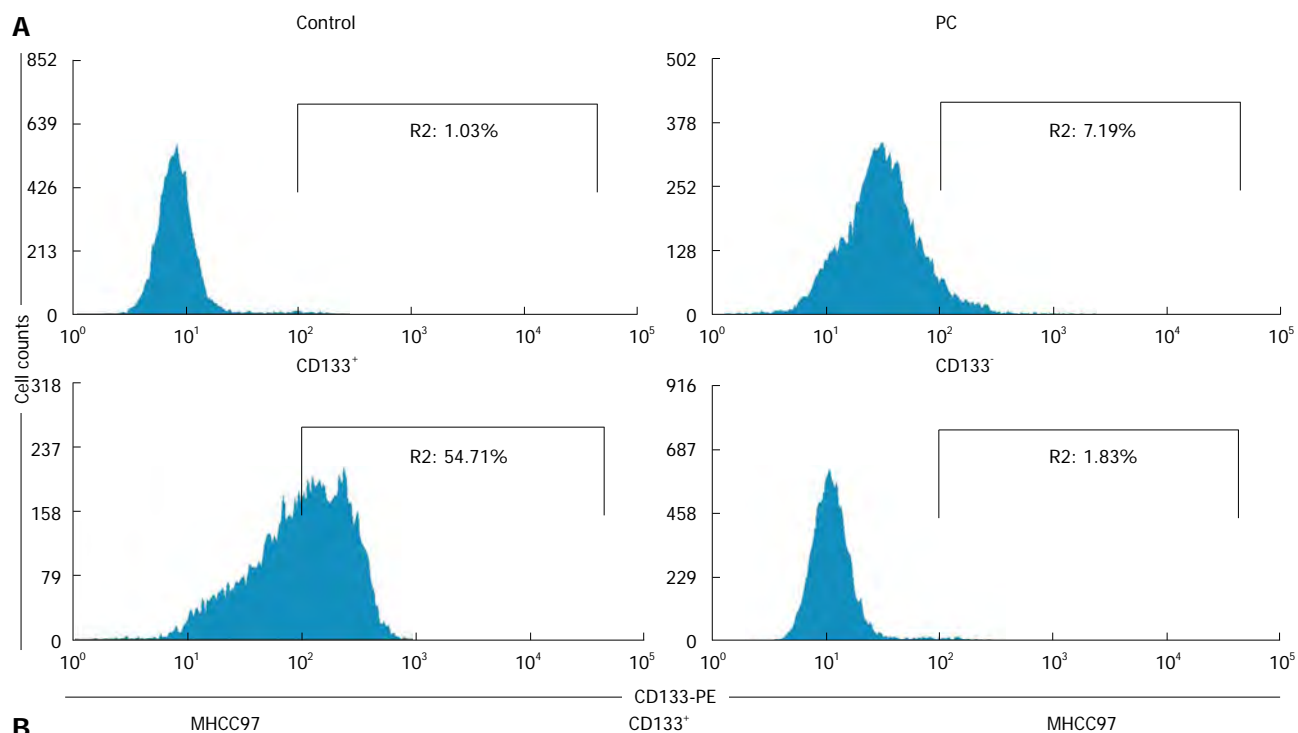 A
Control
PC
852
639
426
213
0
R2: 1.03%
10⁰ 10¹ 10² 10³ 10⁴ 10⁵
502
378
252
128
0
R2: 7.19%
10⁰ 10¹ 10² 10³ 10⁴ 10⁵
Cell counts
CD133⁺
CD133⁻
318
237
158
79
0
R2: 54.71%
10⁰ 10¹ 10² 10³ 10⁴ 10⁵
916
687
458
229
0
R2: 1.83%
10⁰ 10¹ 10² 10³ 10⁴ 10⁵
CD133-PE
B
MHCC97
CD133⁺
MHCC97